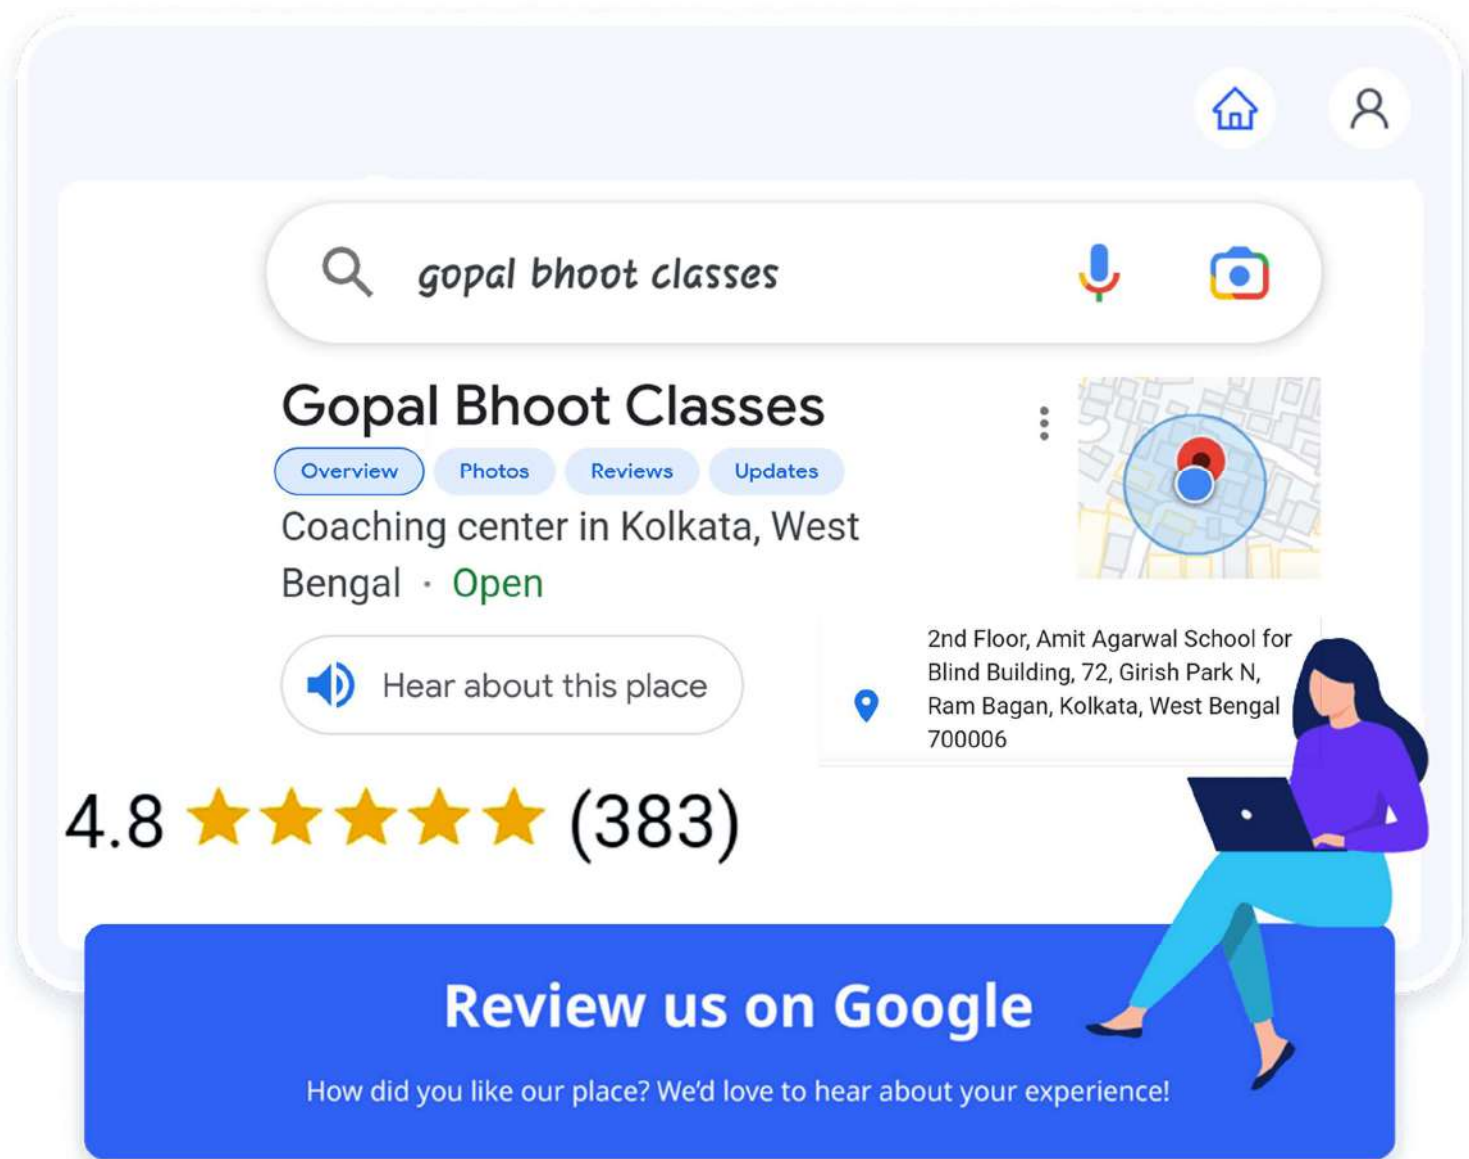 gopal bhoot classes
Gopal Bhoot Classes
Overview Photos Reviews Updates
Coaching center in Kolkata, West
Bengal · Open
Hear about this place
2nd Floor, Amit Agarwal School for
Blind Building, 72, Girish Park N,
Ram Bagan, Kolkata, West Bengal
700006
4.8 ★★★★★ (383)
Review us on Google
How did you like our place? We'd love to hear about your experience!